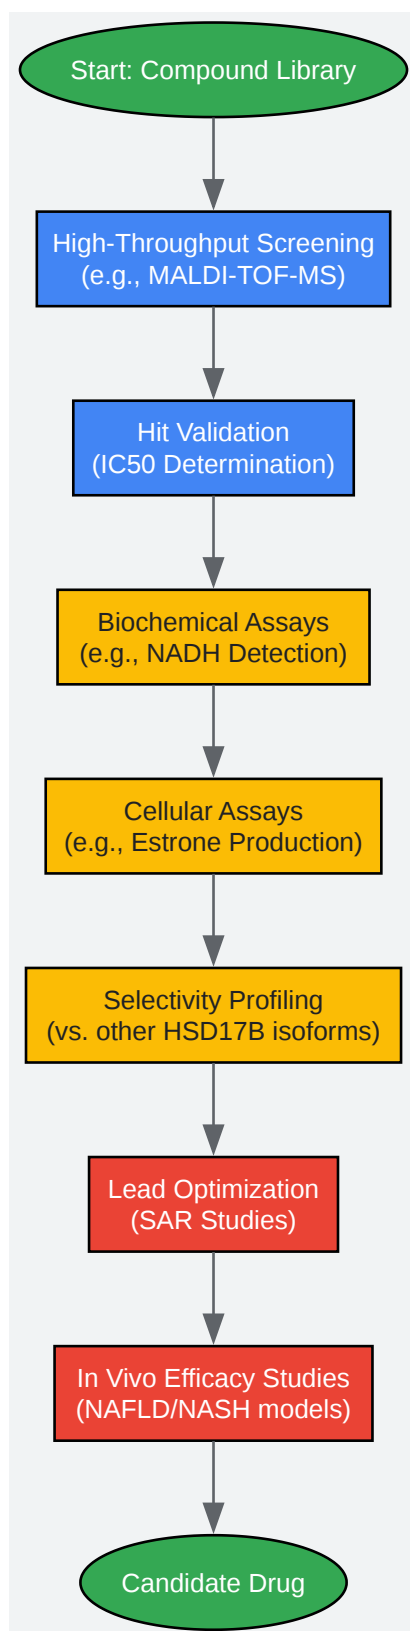 Start: Compound Library
High-Throughput Screening
(e.g., MALDI-TOF-MS)
Hit Validation
(IC50 Determination)
Biochemical Assays
(e.g., NADH Detection)
Cellular Assays
(e.g., Estrone Production)
Selectivity Profiling
(vs. other HSD17B isoforms)
Lead Optimization
(SAR Studies)
In Vivo Efficacy Studies
(NAFLD/NASH models)
Candidate Drug